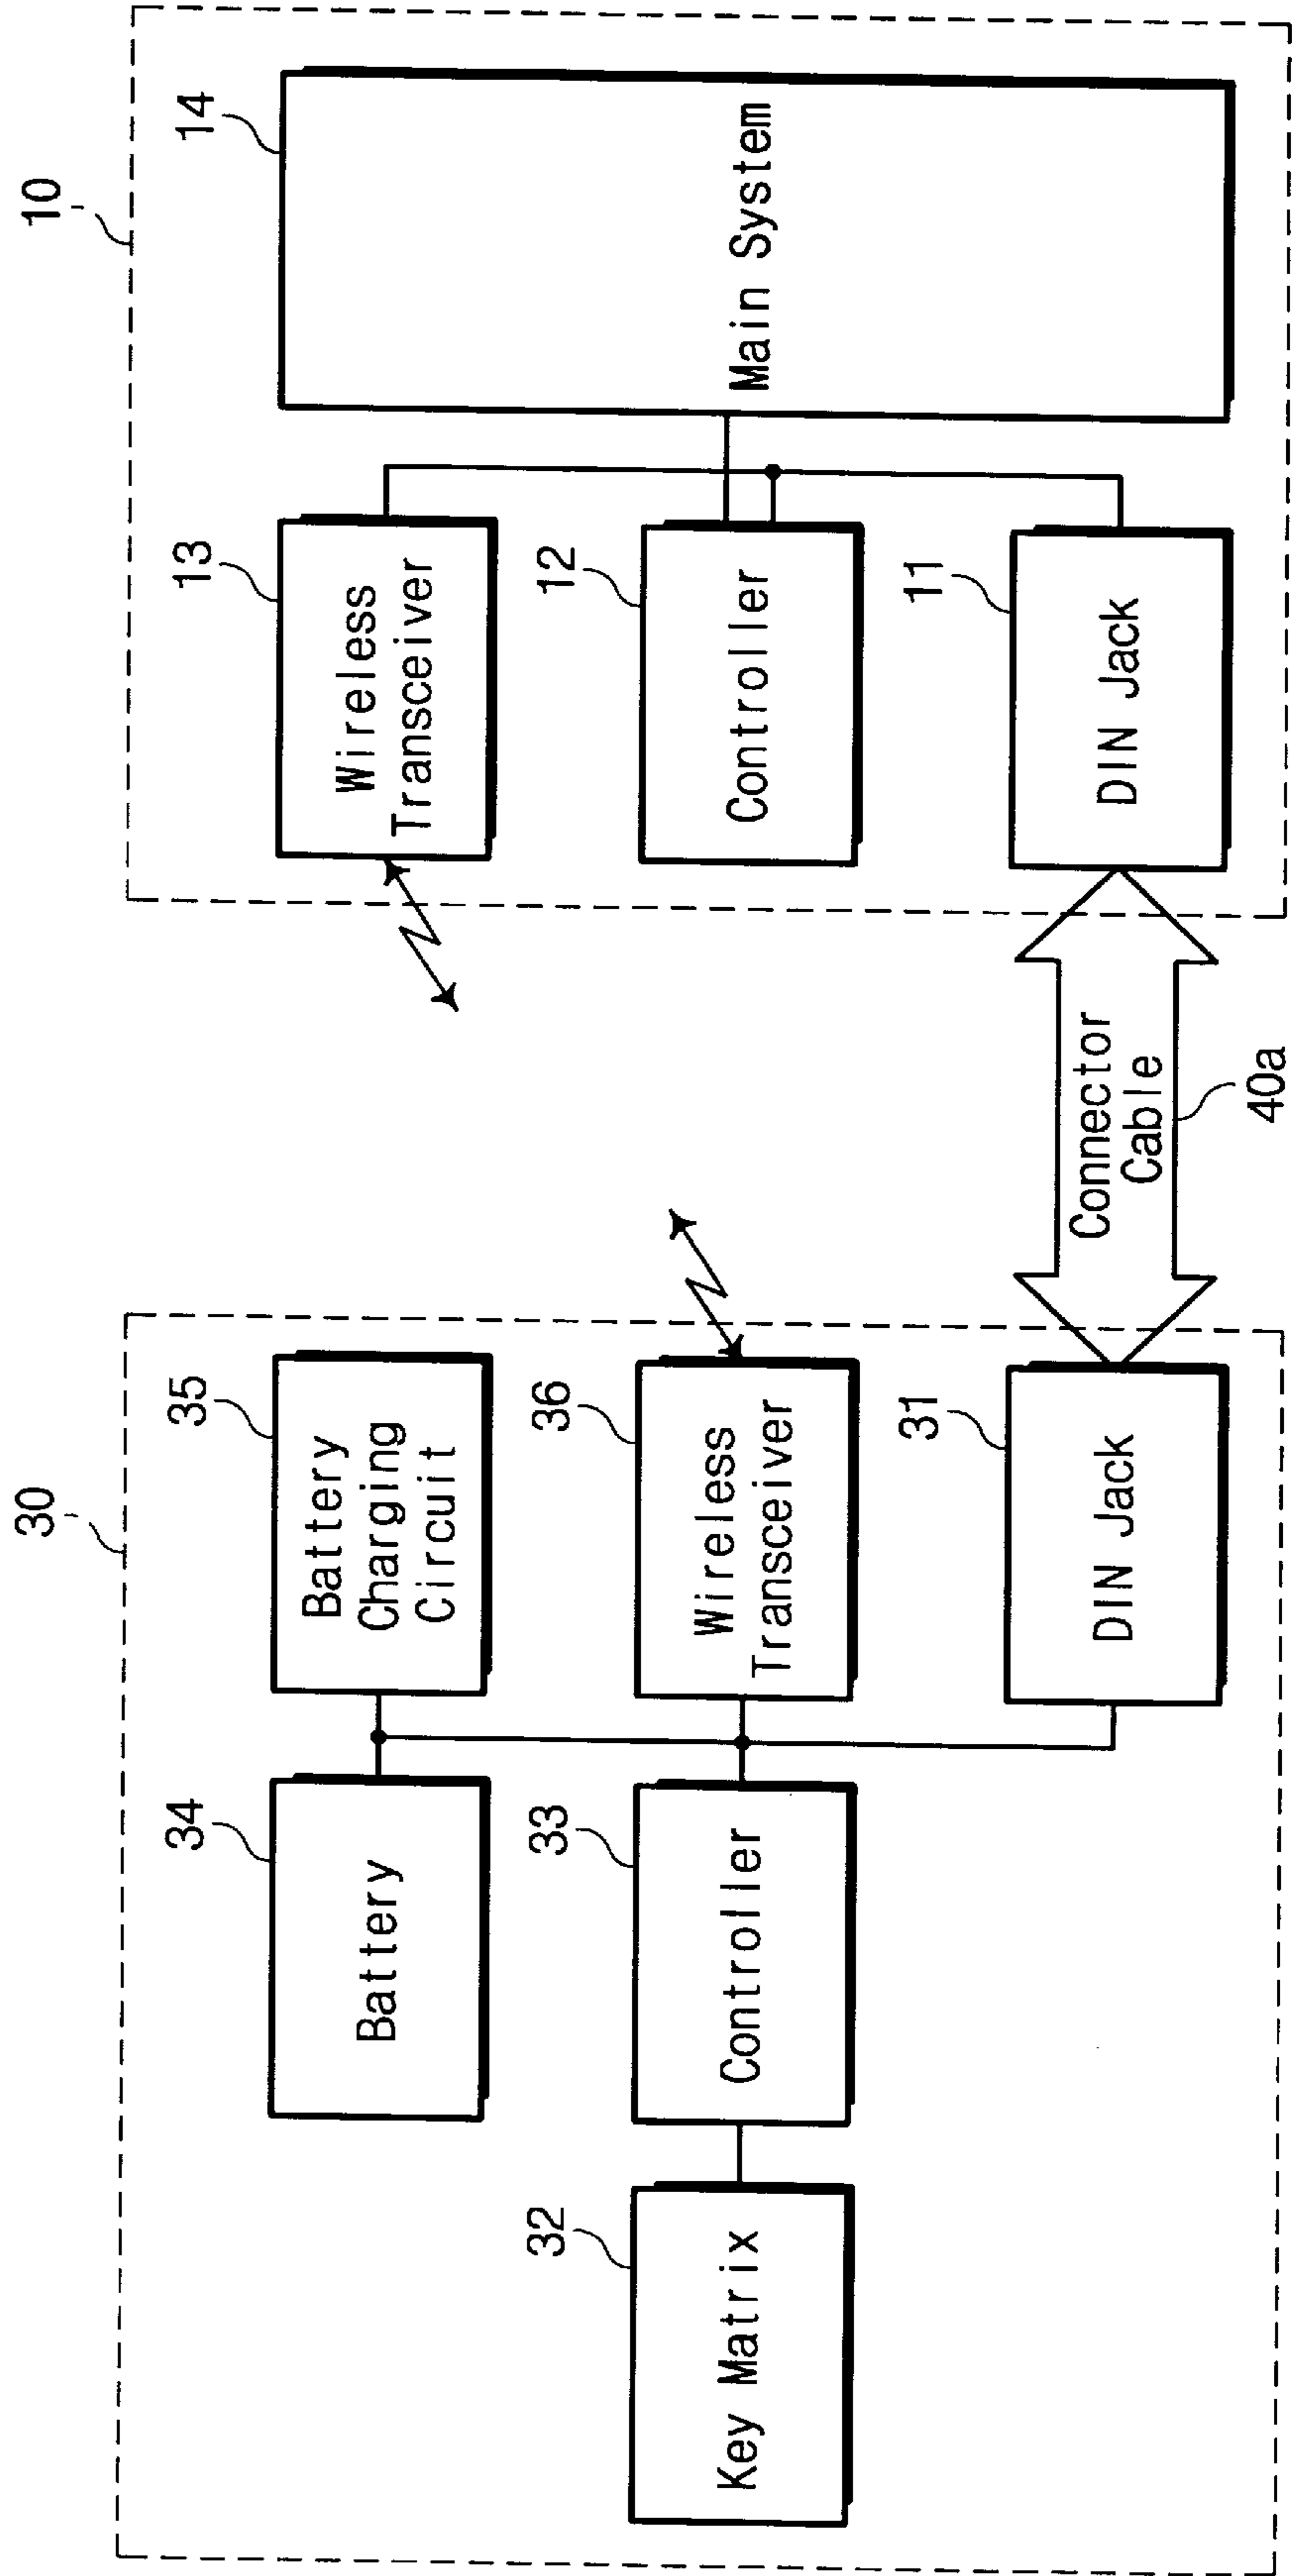 30
10
34
Battery
35
Battery
Charging
Circuit
13
Wireless
Transceiver
14
Main System
32
Key Matrix
33
Controller
36
Wireless
Transceiver
12
Controller
31
DIN Jack
Connector
Cable
40a
11
DIN Jack